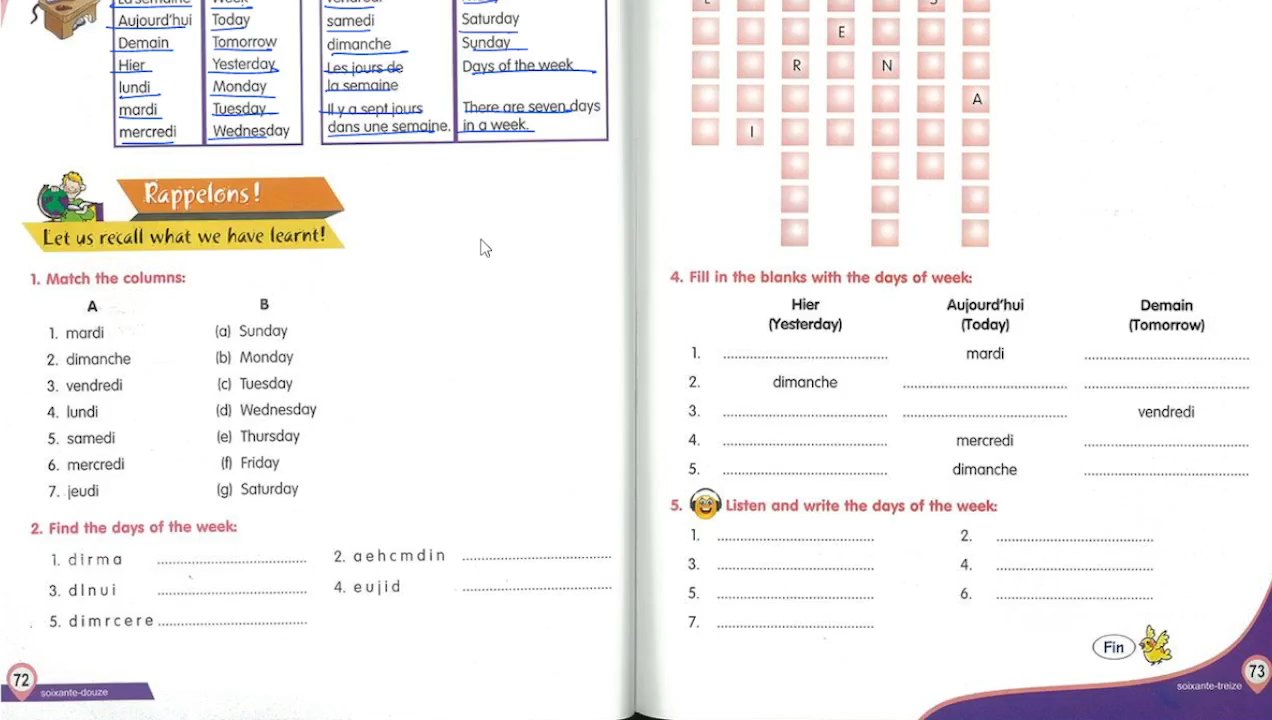 La semaine Week vendredi
Aujourd'hui Today samedi Saturday
Demain Tomorrow dimanche Sunday
Hier Yesterday Les jours de Days of the week
lundi Monday la semaine
mardi Tuesday Il y a sept jours There are seven days
mercredi Wednesday dans une semaine. in a week.
Rappelons!
Let us recall what we have learnt!
1. Match the columns:
A B
1. mardi (a) Sunday
2. dimanche (b) Monday
3. vendredi (c) Tuesday
4. lundi (d) Wednesday
5. samedi (e) Thursday
6. mercredi (f) Friday
7. jeudi (g) Saturday
2. Find the days of the week:
1. d i r m a 2. a e h c m d i n
3. d l n u i 4. e u j i d
5. d i m r c e r e
72
soixante-douze
E
R N
A
I
4. Fill in the blanks with the days of week:
Hier Aujourd'hui Demain
(Yesterday) (Today) (Tomorrow)
1. mardi
2. dimanche
3. vendredi
4. mercredi
5. dimanche
5. Listen and write the days of the week:
1. 2.
3. 4.
5. 6.
7.
Fin
73
soixante-treize